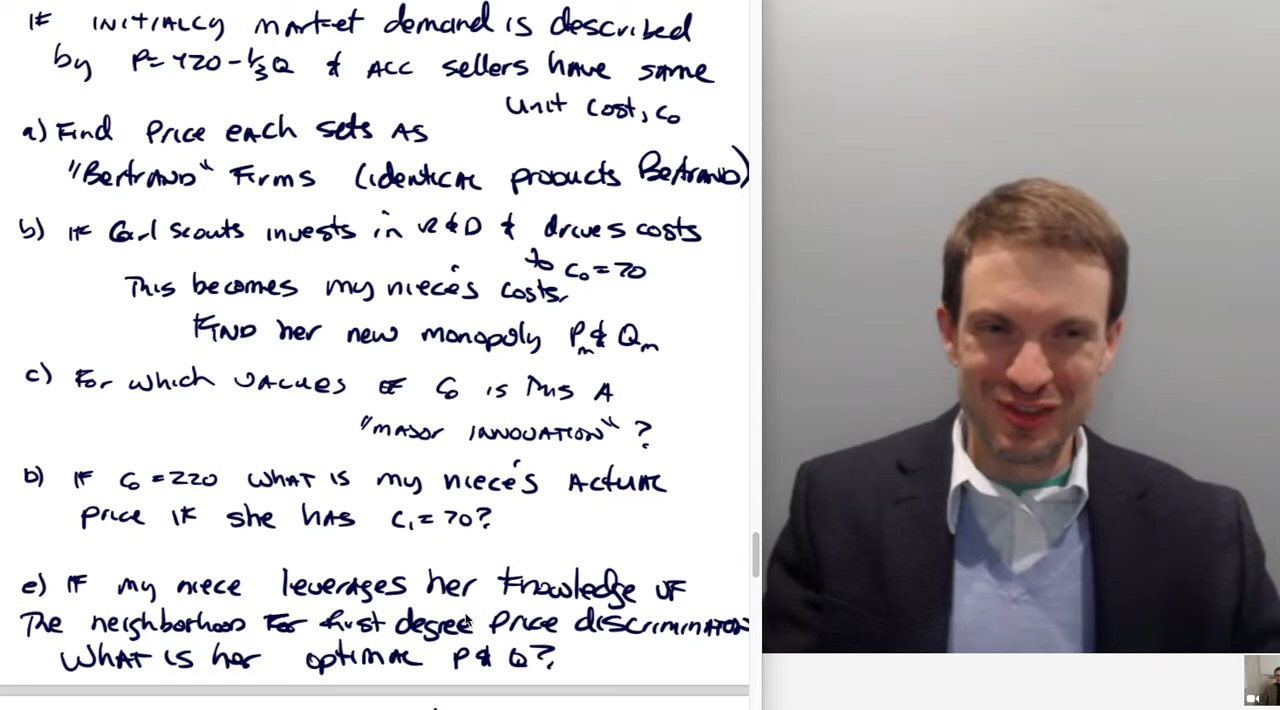 If initially market demand is described
by P= 420 - 1/3 Q & all sellers have same
unit cost, c₀
a) Find price each sets as
"Bertrand" firms (identical products Bertrand)
b) If Girl scouts invests in R&D & drives costs
to c₀ = 70
This becomes my niece's costs.
Find her new monopoly Pm & Qm
c) For which values of c₀ is this a
"major innovation"?
b) If c₀ = 220 what is my niece's actual
price if she has c₁ = 70?
e) If my niece leverages her knowledge of
the neighborhood for first degree price discrimination
what is her optimal P & Q?